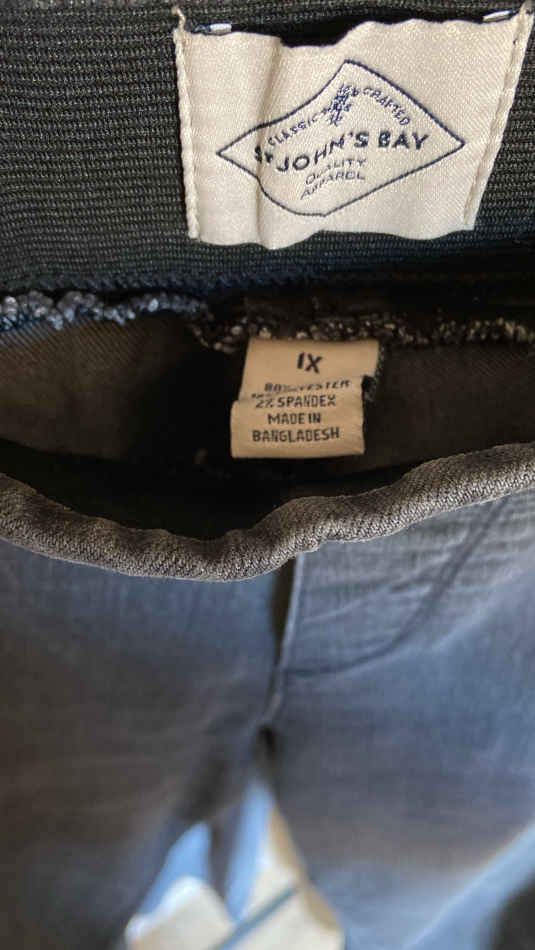 CLASSIC CRAFTED
ST JOHN'S BAY
QUALITY
APPAREL
1X
2% SPANDEX
MADE IN
BANGLADESH